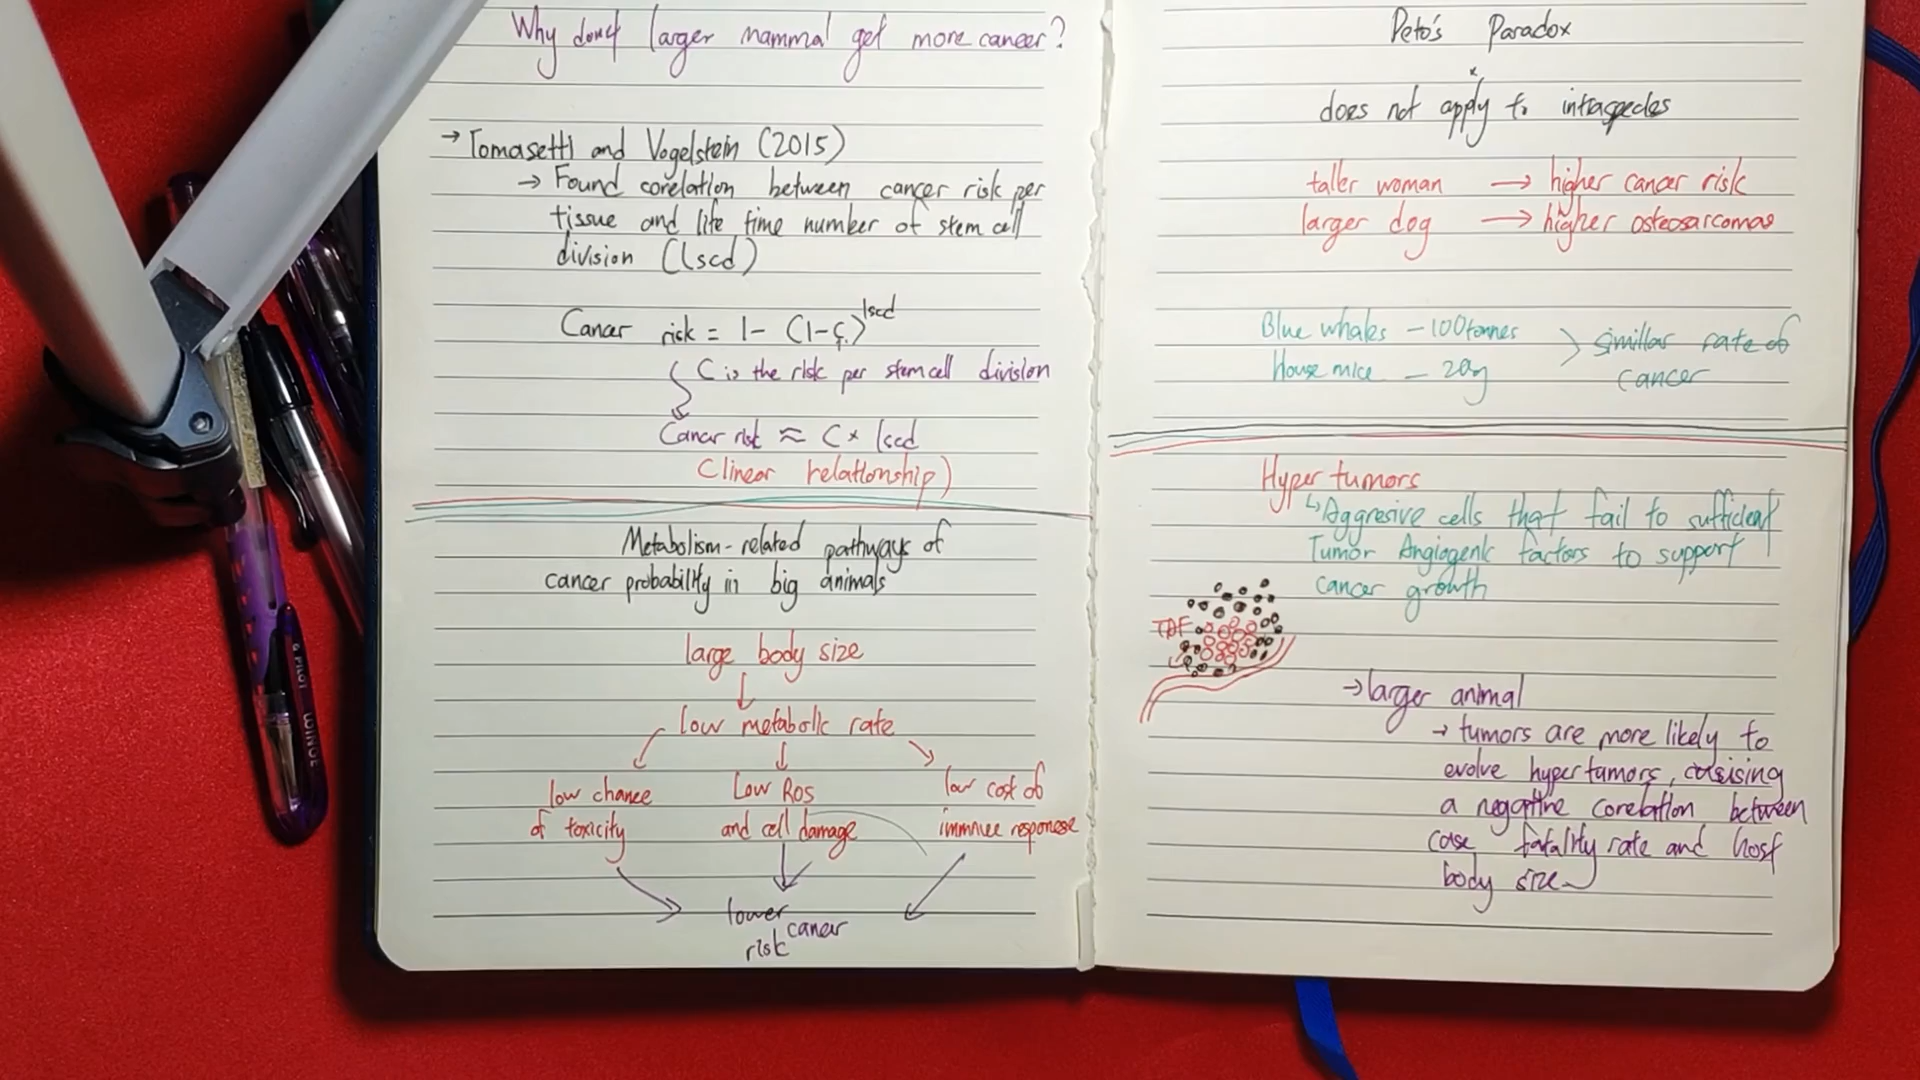 Why don't larger mammal get more cancer?
→ Tomasetti and Vogelstein (2015)
→ Found corelation between cancer risk per
tissue and life time number of stem cell
division (lscd)
Cancer risk = 1 - (1-c)^lscd
C is the risk per stem cell division
Cancer risk ≈ C × lscd
(linear relationship)
Metabolism-related pathways of
cancer probability in big animals
large body size
low metabolic rate
low chance
of toxicity
Low ROS
and cell damage
low cost of
immune response
lower cancer
risk
Peto's Paradox
does not apply to intraspecies
taller woman → higher cancer risk
larger dog → higher osteosarcomas
Blue whales - 100 tonnes
House mice - 20g
simillar rate of
cancer
Hyper tumors
↳ Aggresive cells that fail to sufficient
Tumor Angiogenic factors to support
cancer growth
TAF
→ larger animal
→ tumors are more likely to
evolve hypertumors, causising
a negative corelation between
case fatality rate and host
body size
PILOT
WINGE